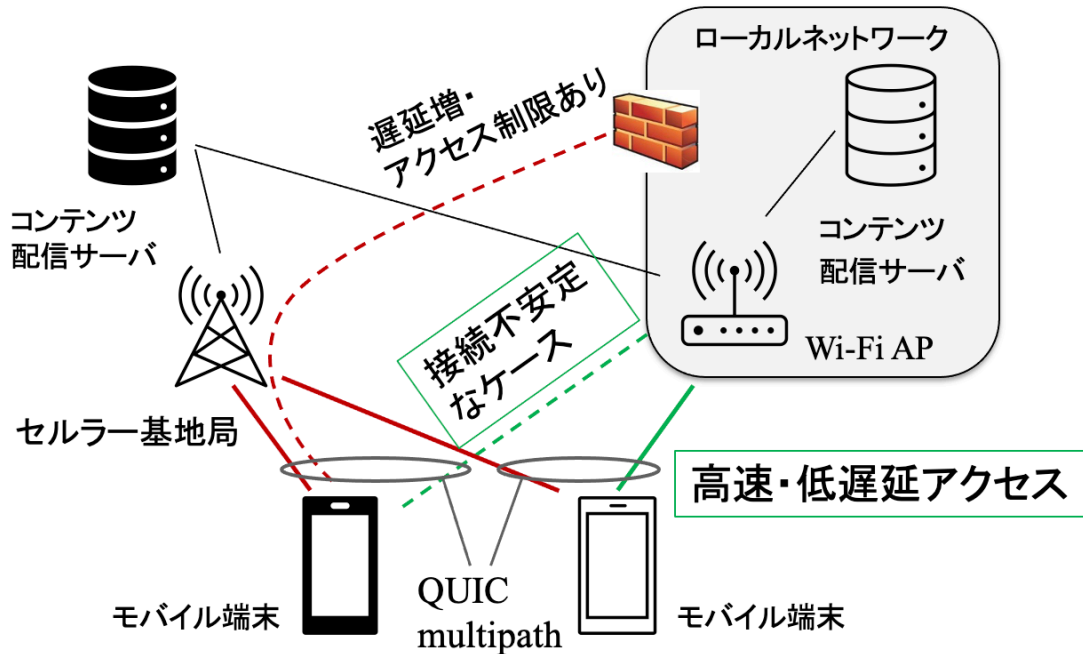 ローカルネットワーク
遅延増・
アクセス制限あり
コンテンツ
配信サーバ
コンテンツ
配信サーバ
Wi-Fi AP
接続不安定
なケース
セルラー基地局
高速・低遅延アクセス
モバイル端末
QUIC
multipath
モバイル端末